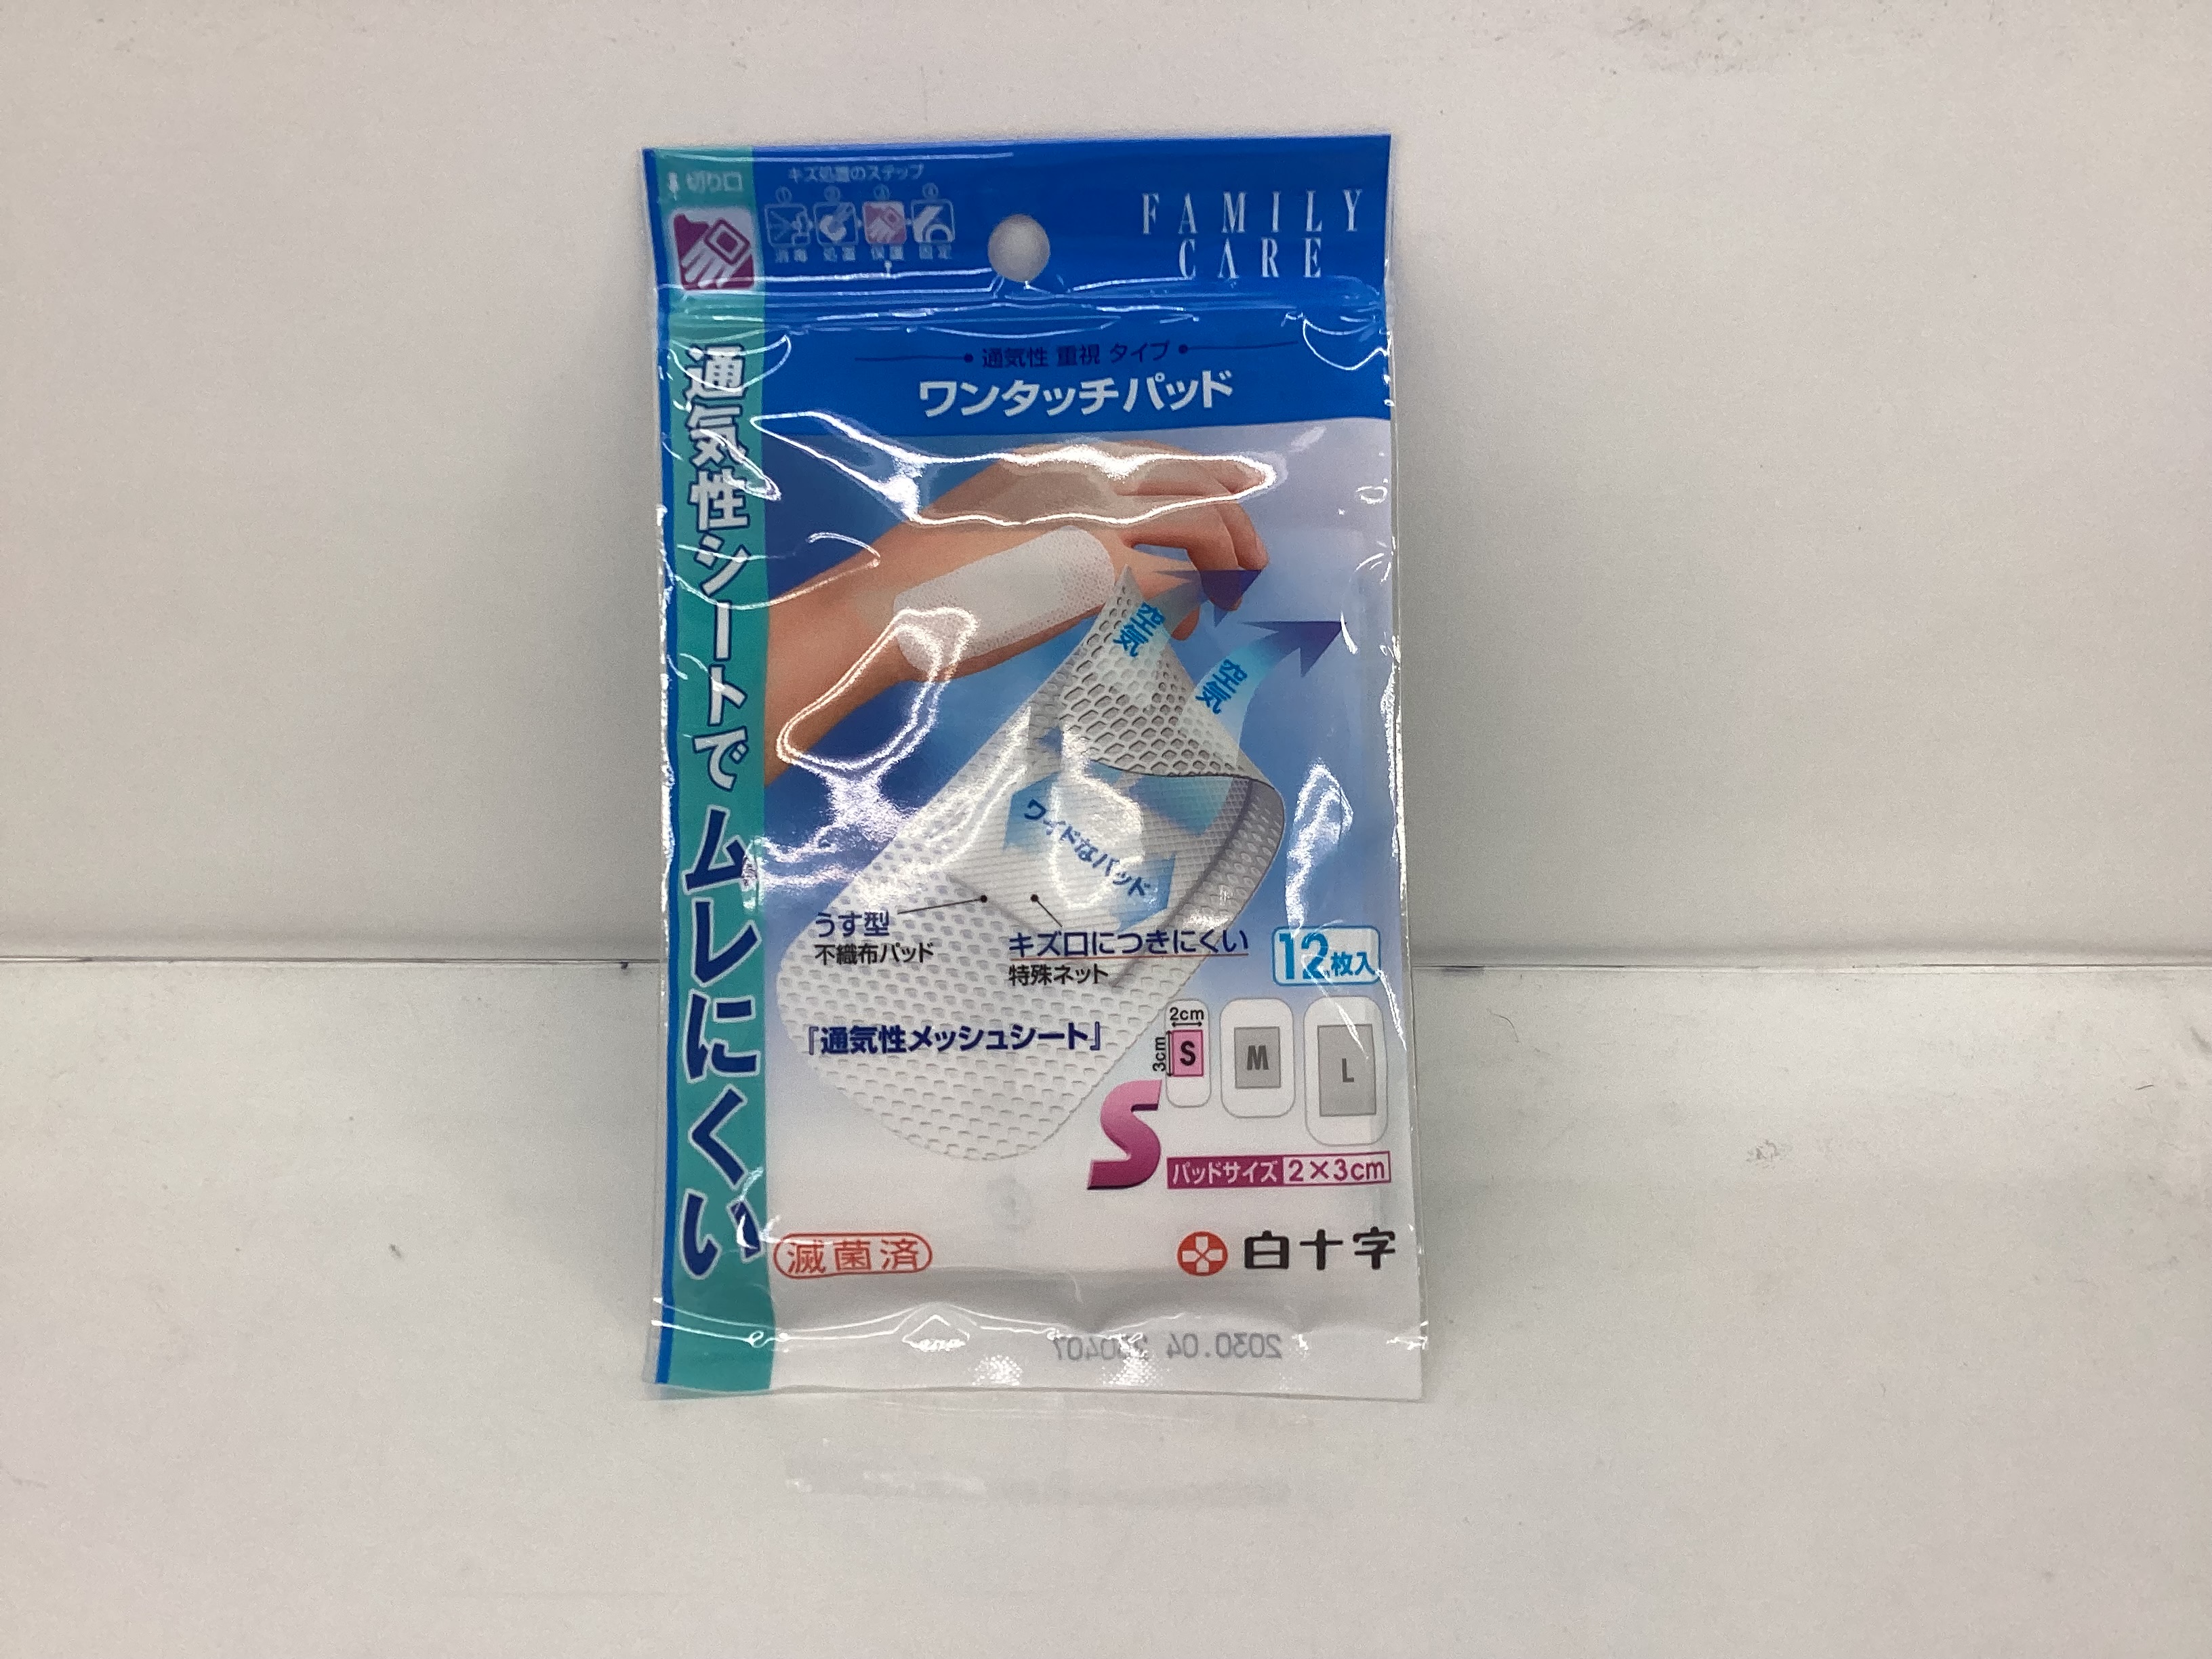 切り口
キズ処置のステップ
① ② ③ ④
消毒 処置 保護 固定
FAMILY
CARE
通気性 重視 タイプ
ワンタッチパッド
通気性シートでムレにくい
空気
空気
ワイドなパッド
うす型
不織布パッド
キズ口につきにくい
特殊ネット
12枚入
『通気性メッシュシート』
2cm
3cm
S
M
L
S
パッドサイズ 2×3cm
滅菌済
白十字
2030.04